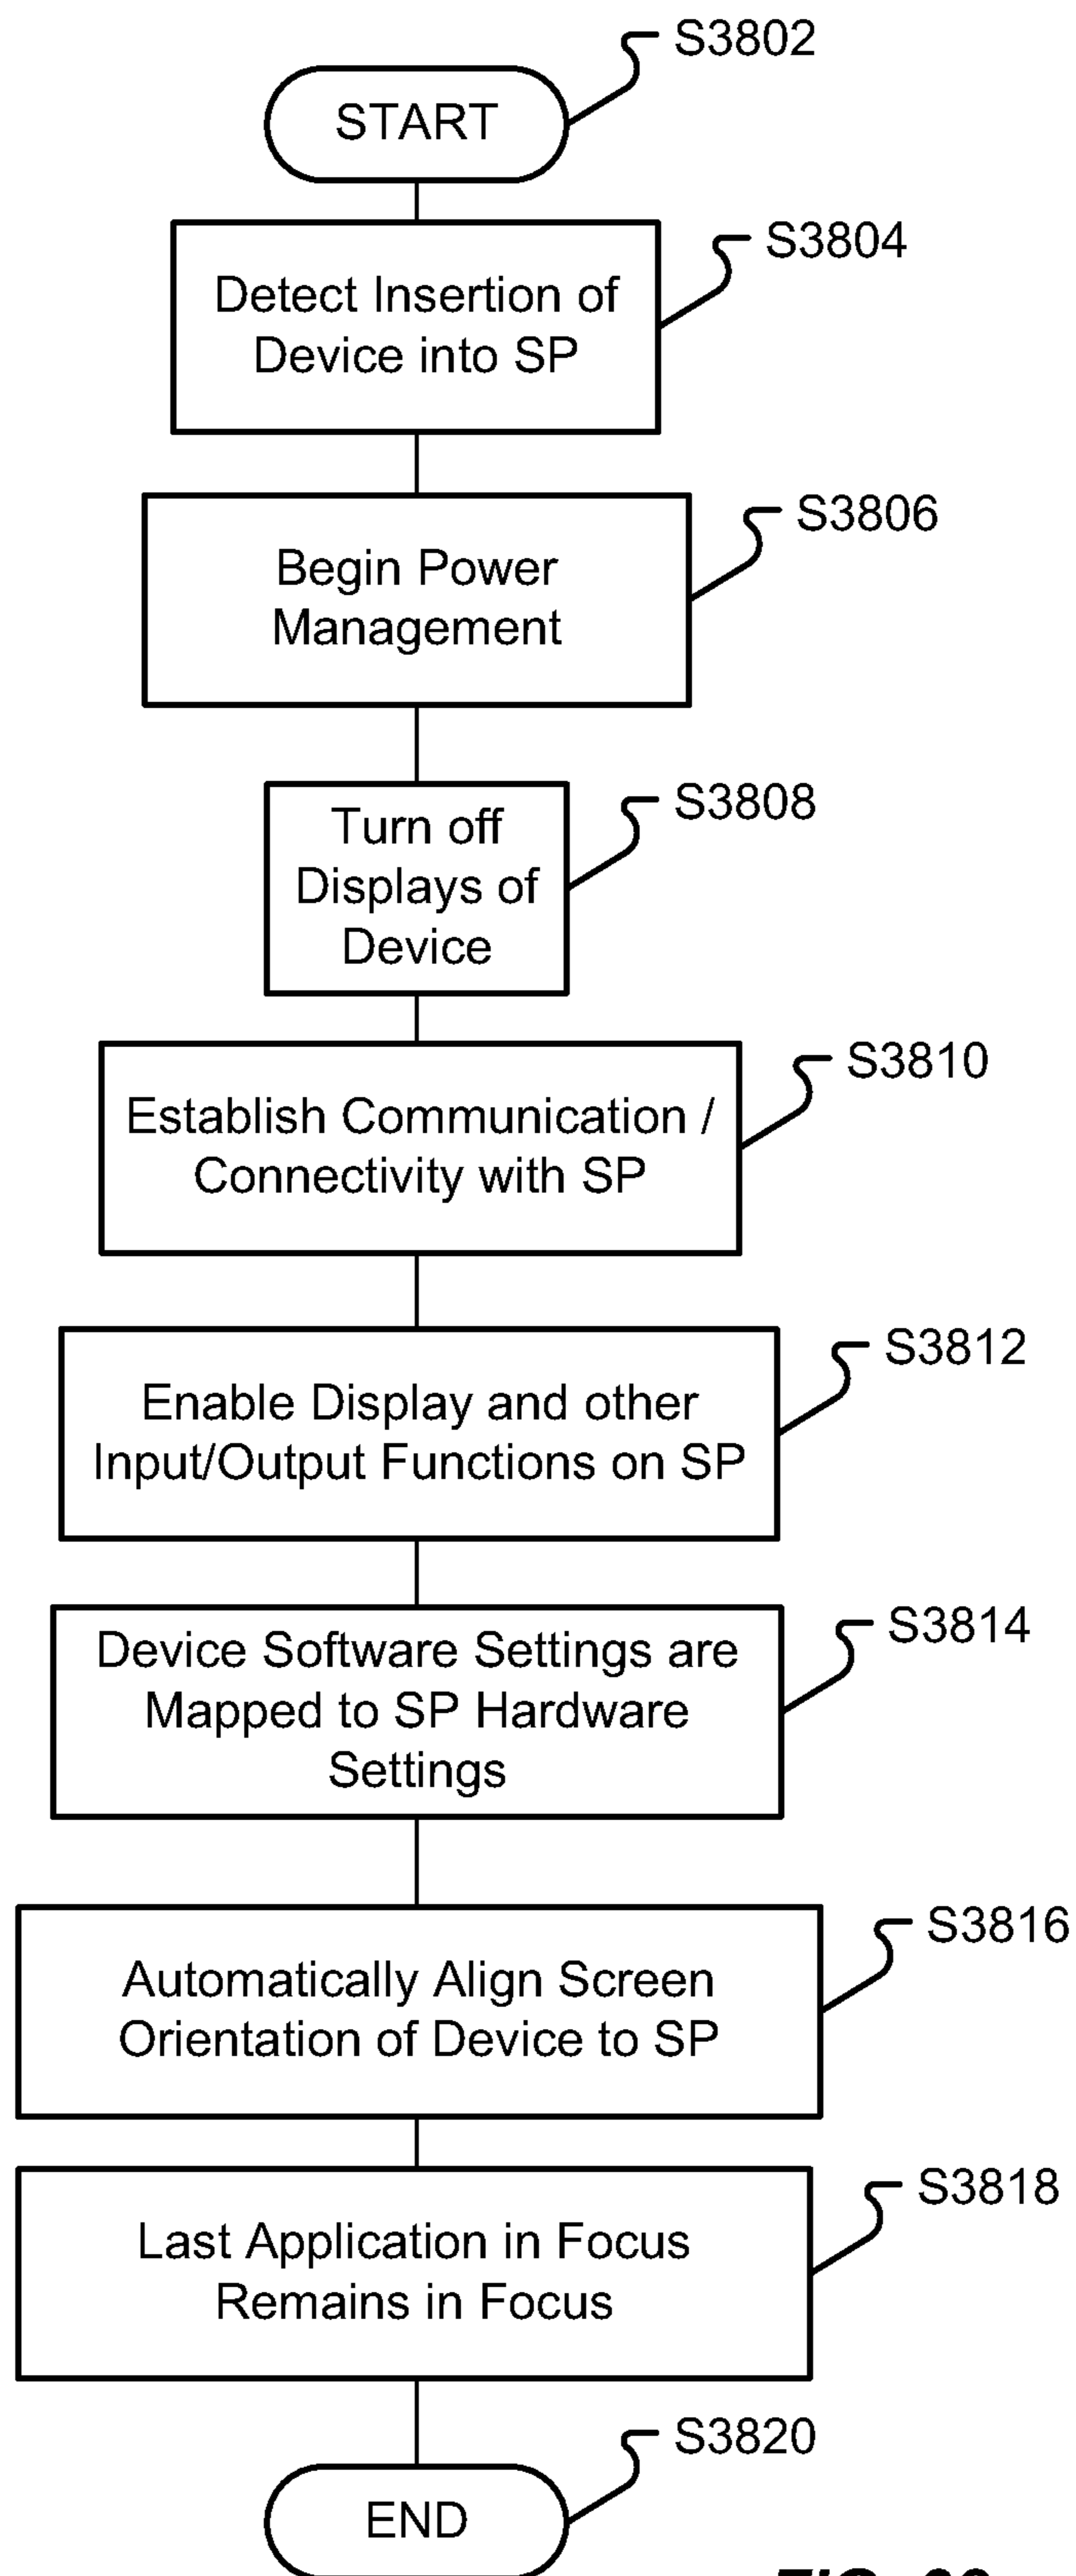 S3802
START
S3804
Detect Insertion of
Device into SP
S3806
Begin Power
Management
S3808
Turn off
Displays of
Device
S3810
Establish Communication /
Connectivity with SP
S3812
Enable Display and other
Input/Output Functions on SP
S3814
Device Software Settings are
Mapped to SP Hardware
Settings
S3816
Automatically Align Screen
Orientation of Device to SP
S3818
Last Application in Focus
Remains in Focus
S3820
END